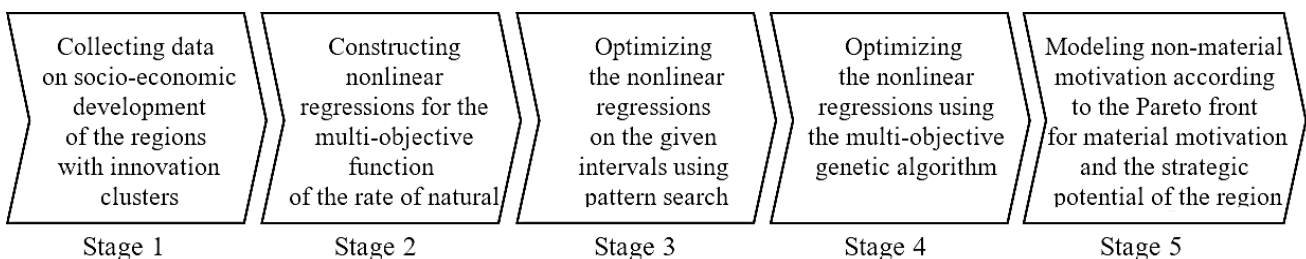 Collecting data
on socio-economic
development
of the regions
with innovation
clusters
Constructing
nonlinear
regressions for the
multi-objective
function
of the rate of natural
Optimizing
the nonlinear
regressions
on the given
intervals using
pattern search
Optimizing
the nonlinear
regressions using
the multi-objective
genetic algorithm
Modeling non-material
motivation according
to the Pareto front
for material motivation
and the strategic
potential of the region
Stage 1
Stage 2
Stage 3
Stage 4
Stage 5